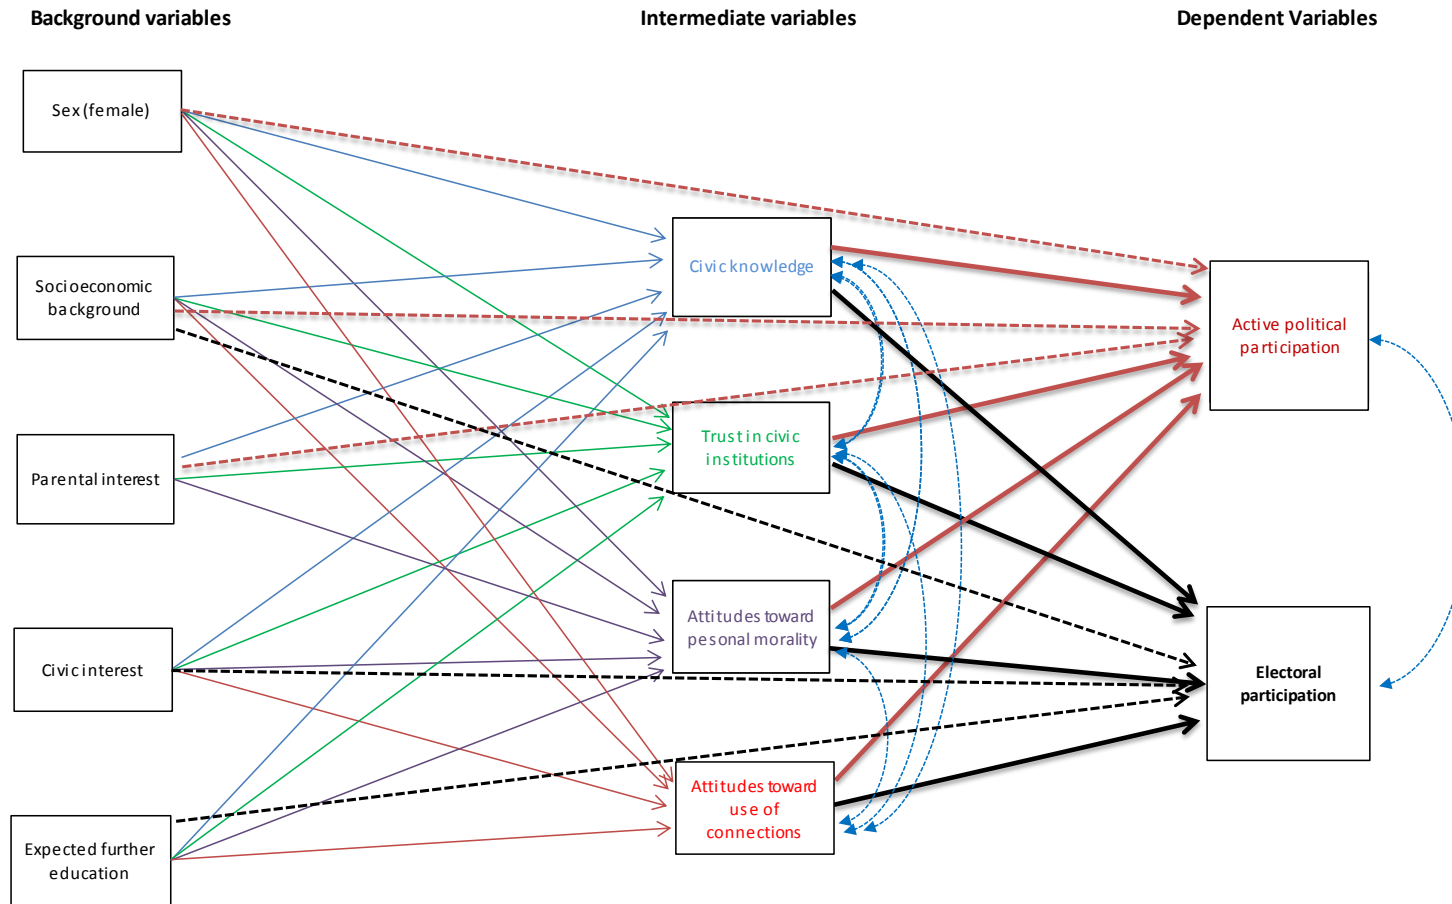 Background variables
Intermediate variables
Dependent Variables
Sex (female)
Socioeconomic
background
Parental interest
Civic interest
Expected further
education
Civic knowledge
Trust in civic
institutions
Attitudes toward
pesonal morality
Attitudes toward
use of
connections
Active political
participation
Electoral
participation